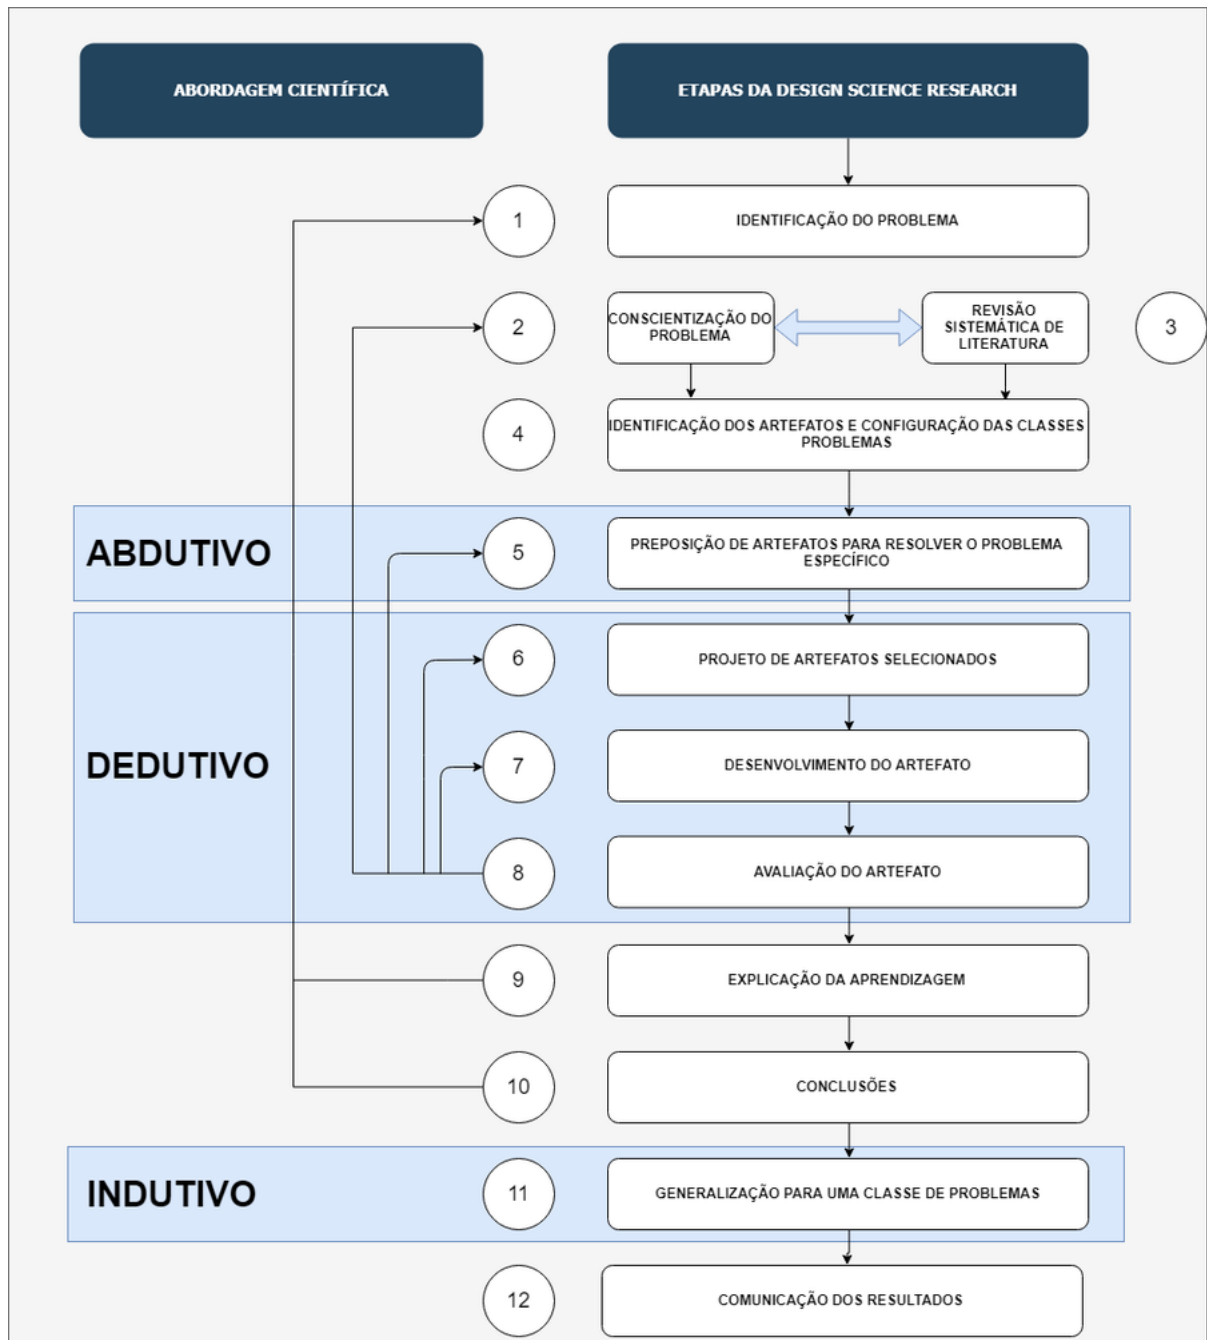 ABORDAGEM CIENTÍFICA
ETAPAS DA DESIGN SCIENCE RESEARCH
1
IDENTIFICAÇÃO DO PROBLEMA
2
CONSCIENTIZAÇÃO DO
PROBLEMA
REVISÃO
SISTEMÁTICA DE
LITERATURA
3
4
IDENTIFICAÇÃO DOS ARTEFATOS E CONFIGURAÇÃO DAS CLASSES
PROBLEMAS
ABDUTIVO
5
PREPOSIÇÃO DE ARTEFATOS PARA RESOLVER O PROBLEMA
ESPECÍFICO
6
PROJETO DE ARTEFATOS SELECIONADOS
DEDUTIVO
7
DESENVOLVIMENTO DO ARTEFATO
8
AVALIAÇÃO DO ARTEFATO
9
EXPLICAÇÃO DA APRENDIZAGEM
10
CONCLUSÕES
INDUTIVO
11
GENERALIZAÇÃO PARA UMA CLASSE DE PROBLEMAS
12
COMUNICAÇÃO DOS RESULTADOS